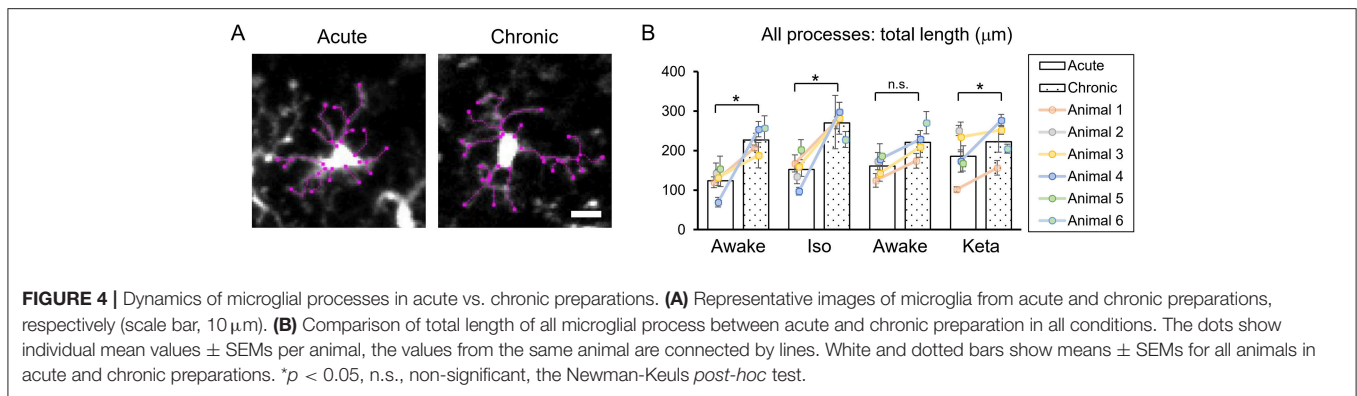 A
Acute
Chronic
B
All processes: total length (µm)
400
300
200
100
0
*
*
n.s.
*
Awake
Iso
Awake
Keta
Acute
Chronic
Animal 1
Animal 2
Animal 3
Animal 4
Animal 5
Animal 6
FIGURE 4 | Dynamics of microglial processes in acute vs. chronic preparations. (A) Representative images of microglia from acute and chronic preparations,
respectively (scale bar, 10 µm). (B) Comparison of total length of all microglial process between acute and chronic preparation in all conditions. The dots show
individual mean values ± SEMs per animal, the values from the same animal are connected by lines. White and dotted bars show means ± SEMs for all animals in
acute and chronic preparations. *p < 0.05, n.s., non-significant, the Newman-Keuls post-hoc test.